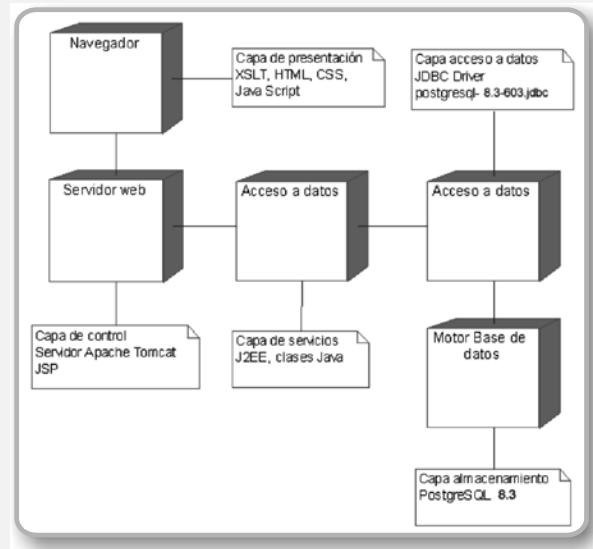 Navegador
Capa de presentación
XSLT, HTML, CSS,
Java Script
Capa acceso a datos
JDBC Driver
postgresql- 8.3-603.jdbc
Servidor web
Acceso a datos
Acceso a datos
Capa de control
Servidor Apache Tomcat
JSP
Capa de servicios
J2EE, clases Java
Motor Base de
datos
Capa almacenamiento
PostgreSQL 8.3